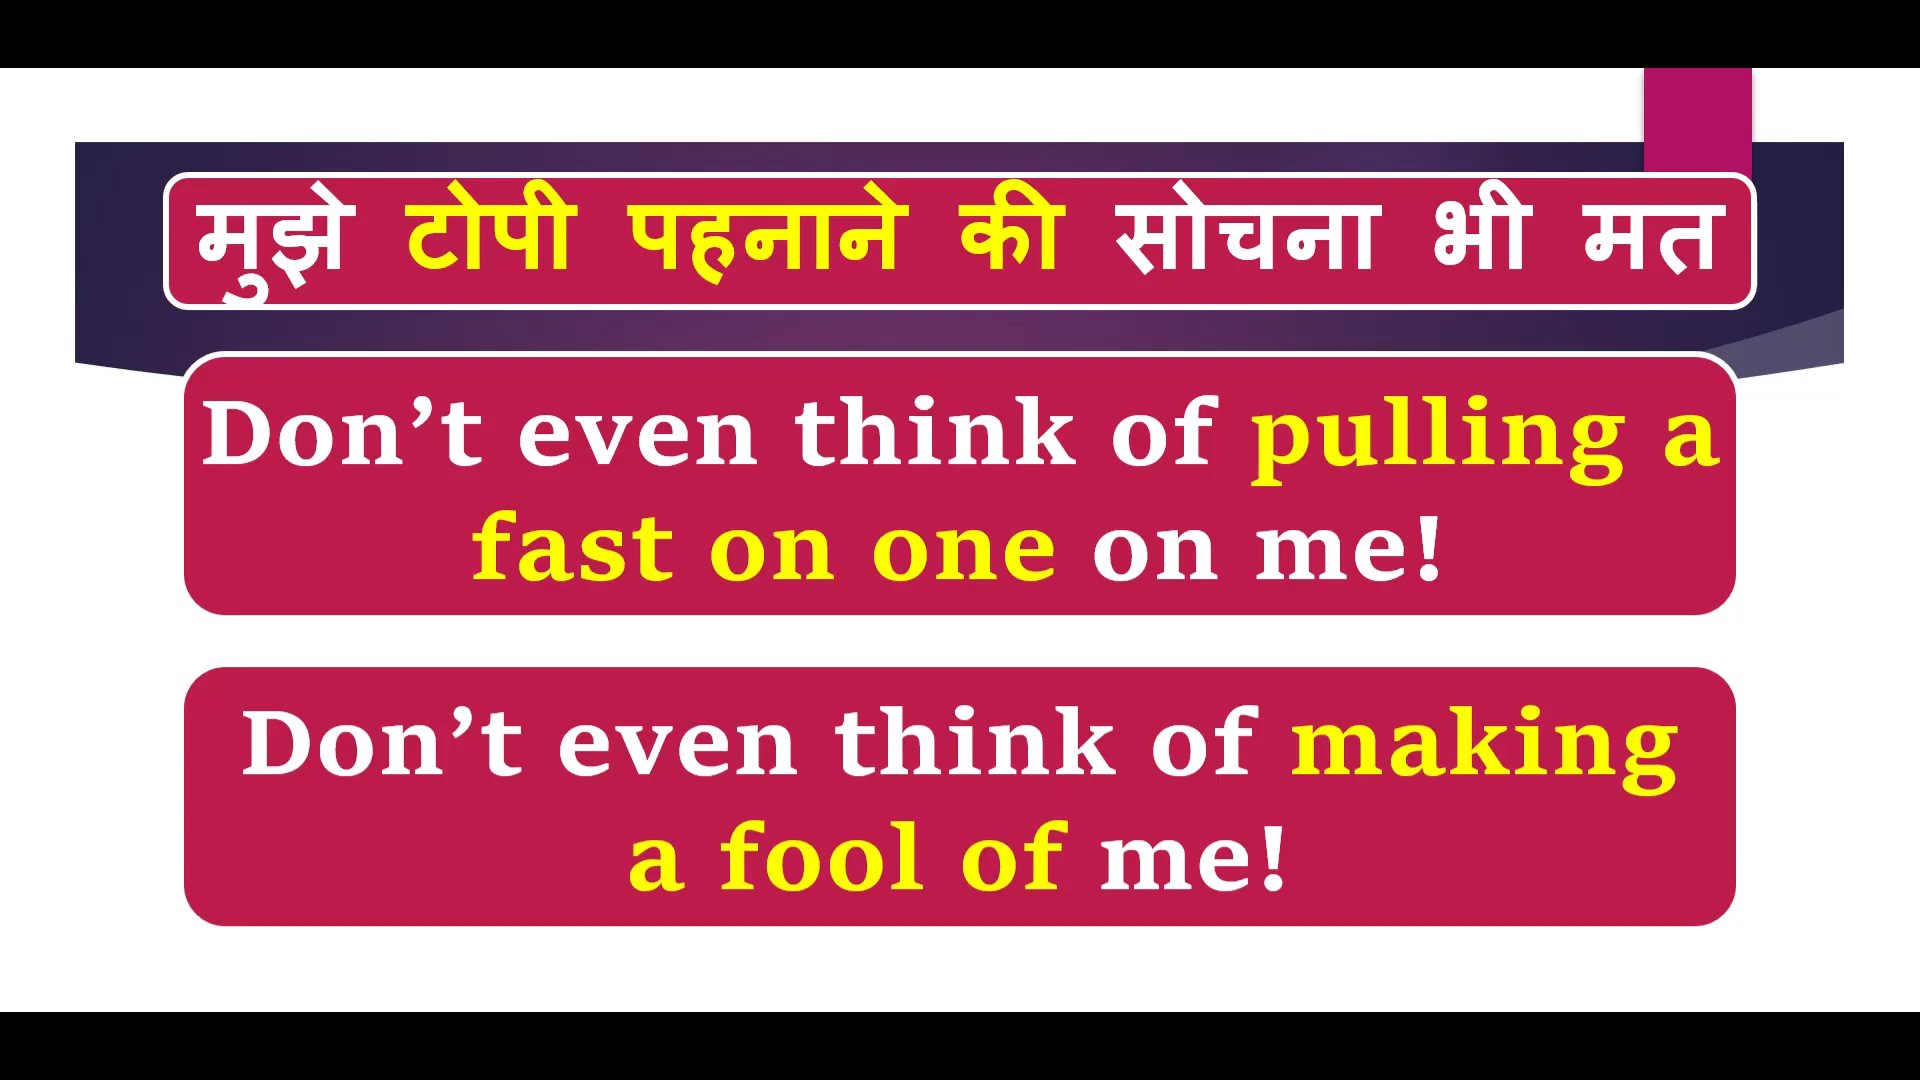 मुझे टोपी पहनाने की सोचना भी मत
Don’t even think of pulling a
fast on one on me!
Don’t even think of making
a fool of me!